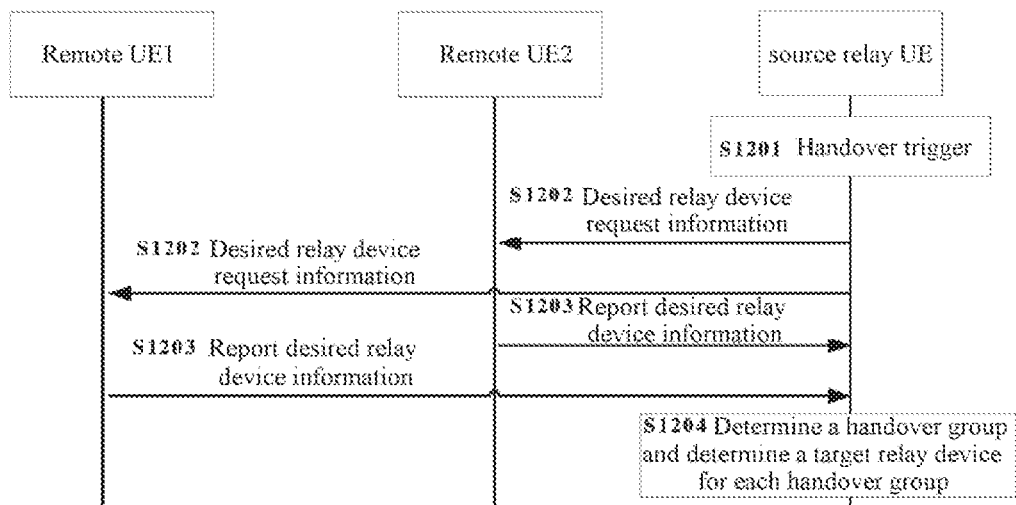 Remote UE1
Remote UE2
source relay UE
S1201 Handover trigger
S1202 Desired relay device
request information
S1202 Desired relay device
request information
S1203 Report desired relay
device information
S1203 Report desired relay
device information
S1204 Determine a handover group
and determine a target relay device
for each handover group